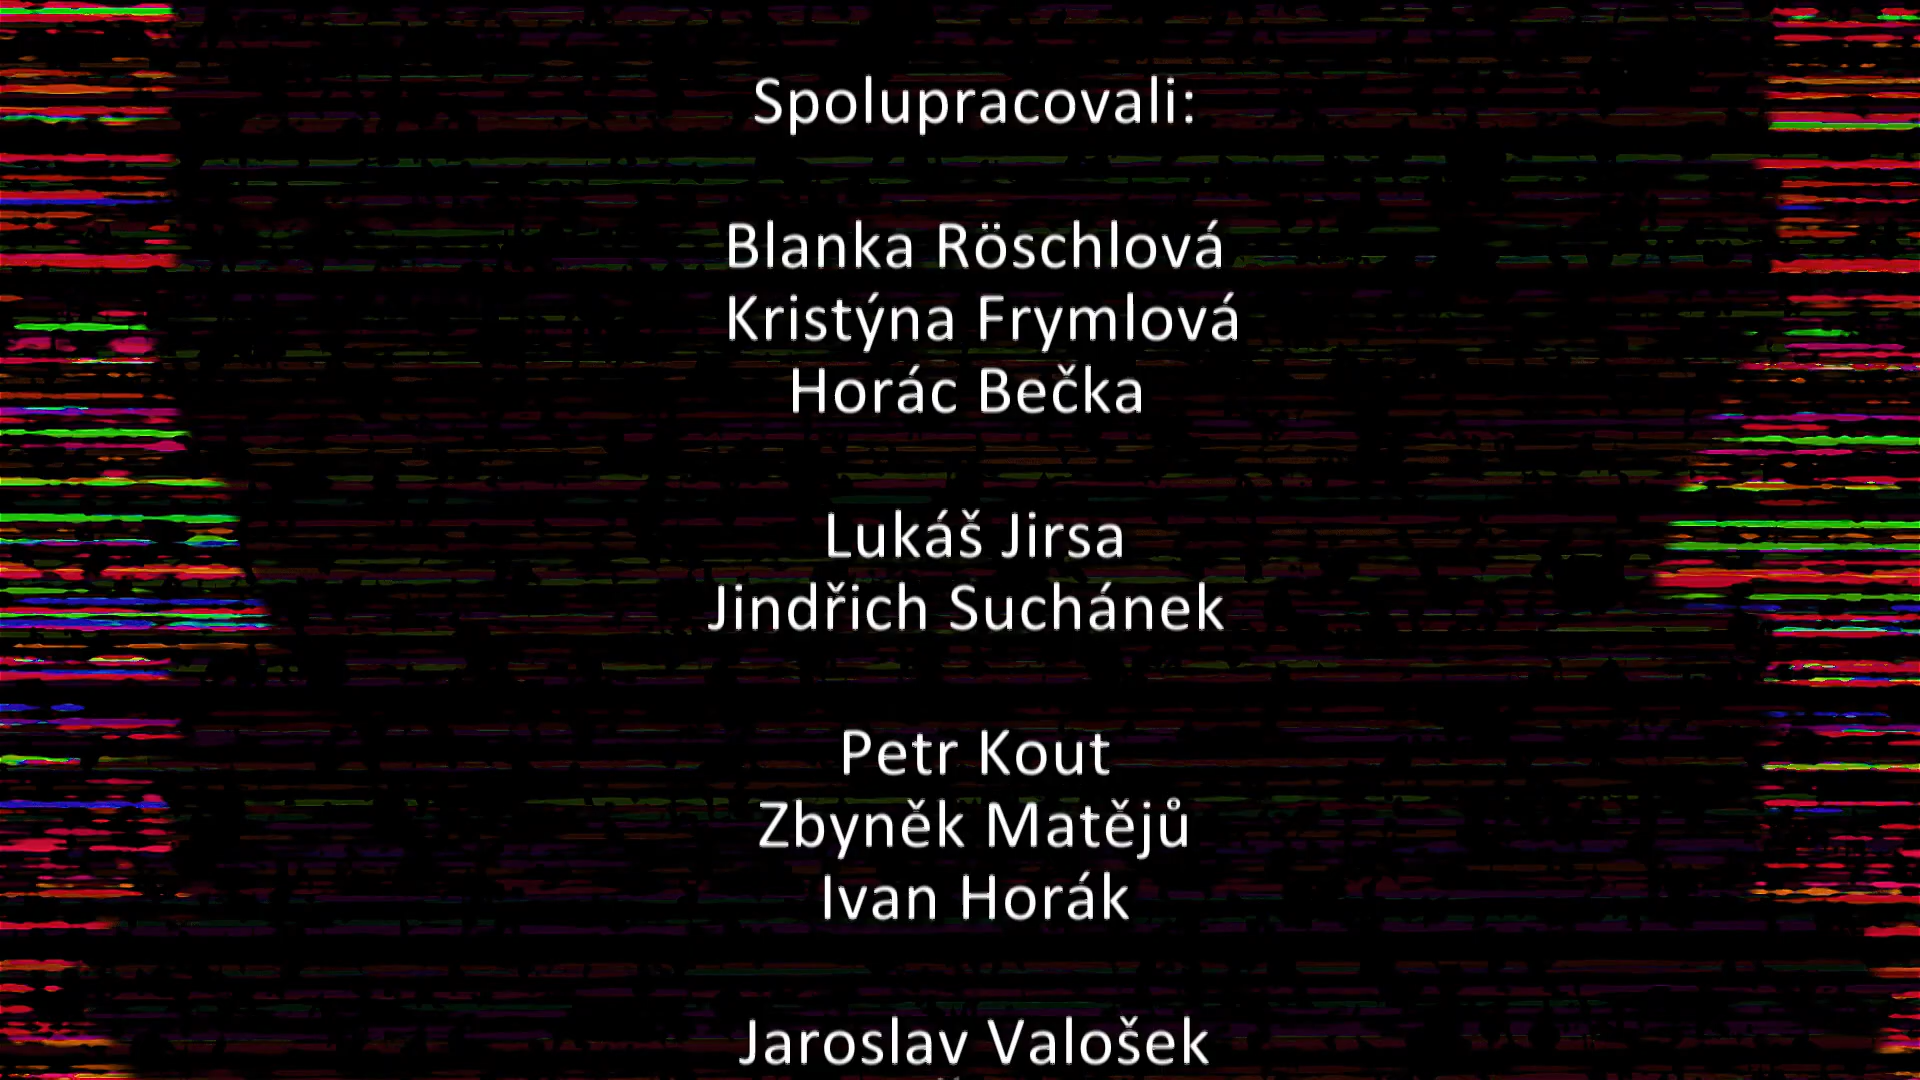 Spolupracovali:
Blanka Röschlová
Kristýna Frymlová
Horác Bečka
Lukáš Jirsa
Jindřich Suchánek
Petr Kout
Zbyněk Matějů
Ivan Horák
Jaroslav Valošek